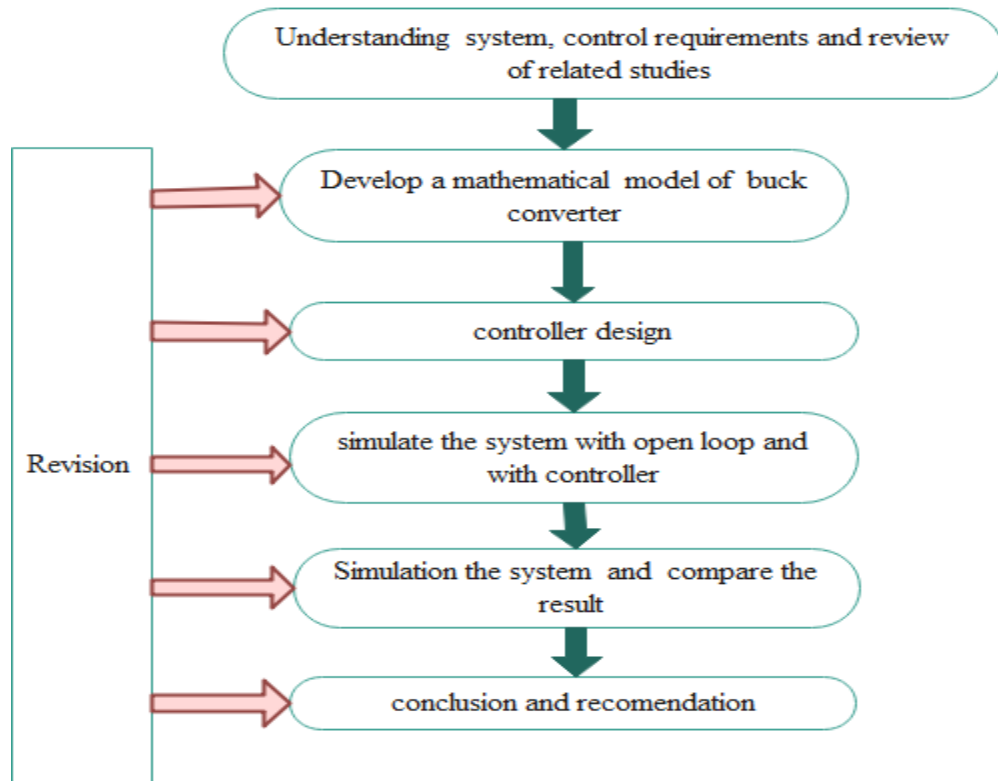 Understanding system, control requirements and review
of related studies
Develop a mathematical model of buck
converter
controller design
simulate the system with open loop and
with controller
Revision
Simulation the system and compare the
result
conclusion and recomendation